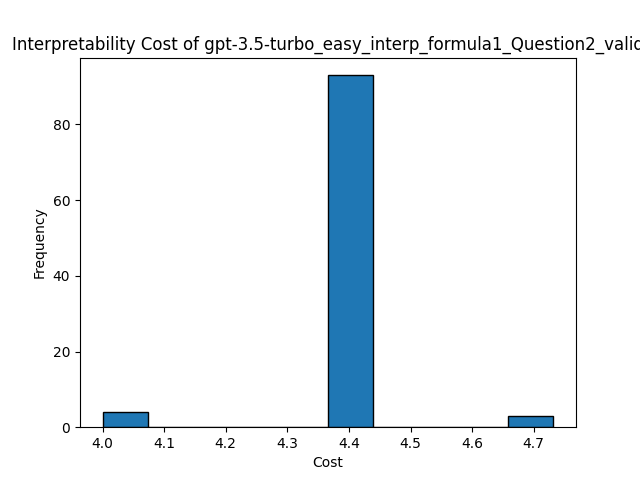 Interpretability Cost of gpt-3.5-turbo_easy_interp_formula1_Question2_valid
Frequency
80
60
40
20
0
4.0 4.1 4.2 4.3 4.4 4.5 4.6 4.7
Cost